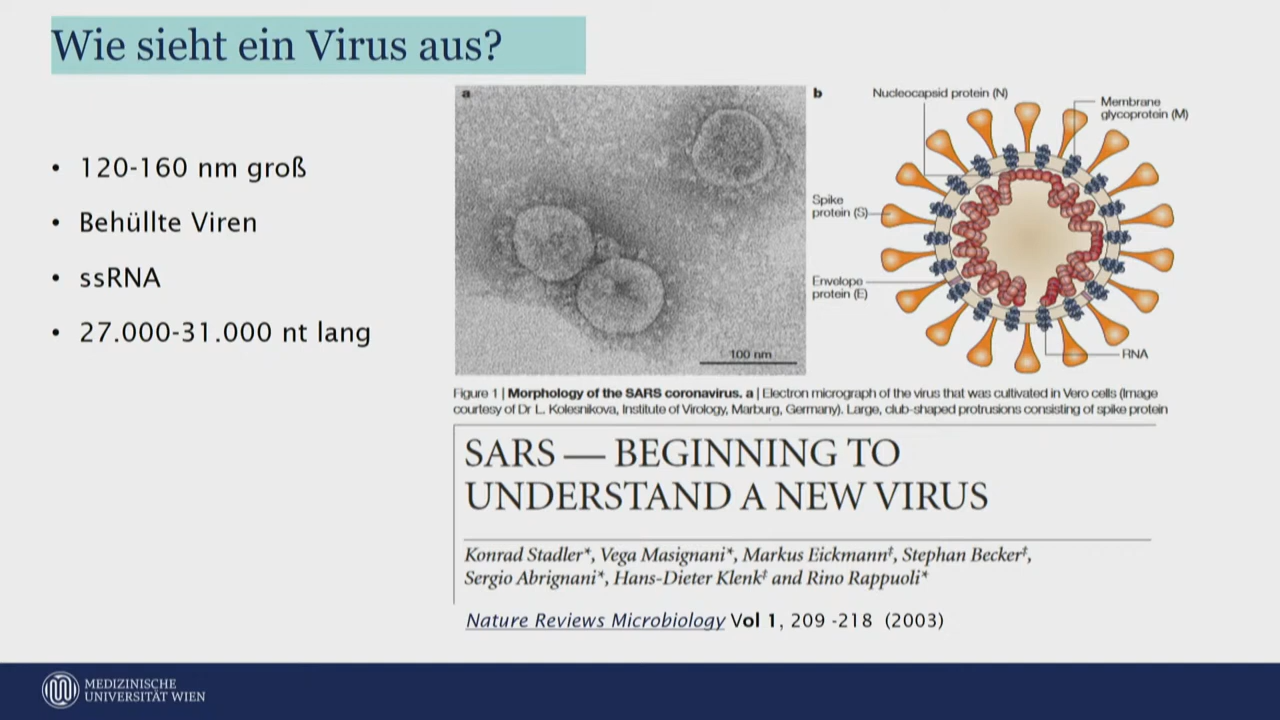 Wie sieht ein Virus aus?
• 120-160 nm groß
• Behüllte Viren
• ssRNA
• 27.000-31.000 nt lang
a
100 nm
b
Nucleocapsid protein (N)
Membrane
glycoprotein (M)
Spike
protein (S)
Envelope
protein (E)
RNA
Figure 1 | Morphology of the SARS coronavirus. a | Electron micrograph of the virus that was cultivated in Vero cells (Image
courtesy of Dr L. Kolesnikova, Institute of Virology, Marburg, Germany). Large, club-shaped protrusions consisting of spike protein
SARS — BEGINNING TO
UNDERSTAND A NEW VIRUS
Konrad Stadler*, Vega Masignani*, Markus Eickmann‡, Stephan Becker‡,
Sergio Abrignani*, Hans-Dieter Klenk‡ and Rino Rappuoli*
Nature Reviews Microbiology Vol 1, 209 -218 (2003)
MEDIZINISCHE
UNIVERSITÄT WIEN